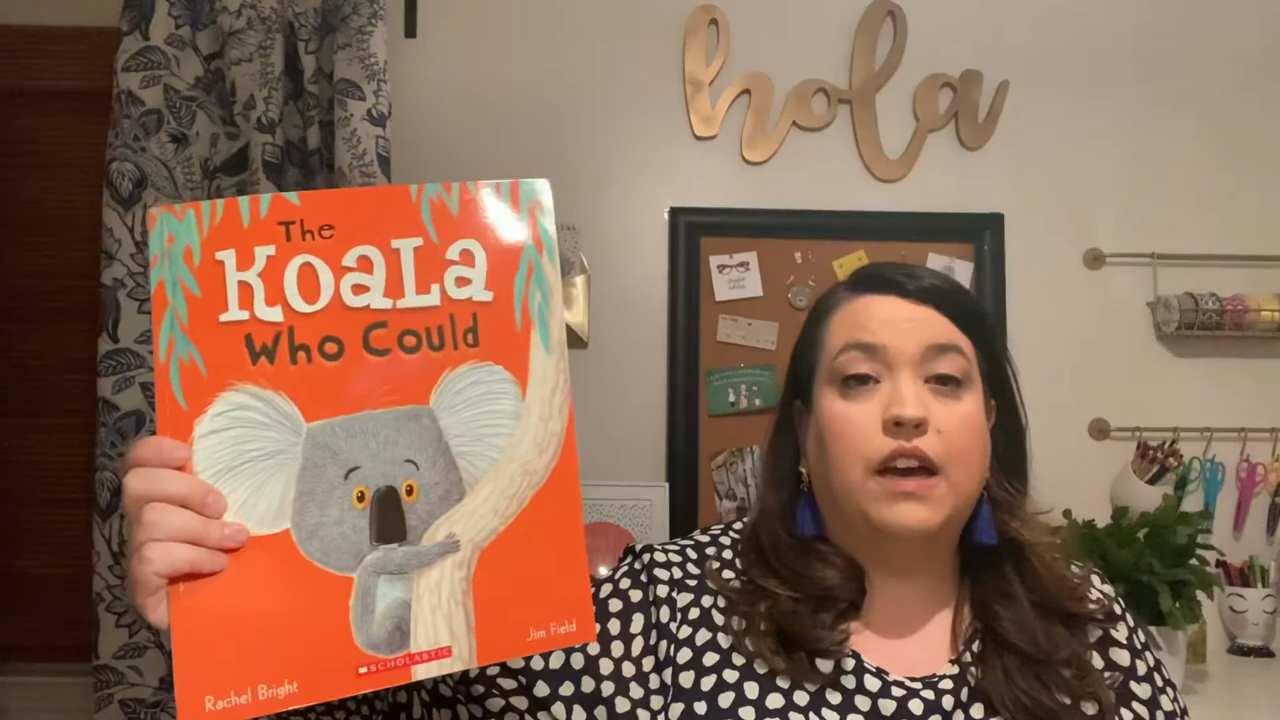 hola
The
Koala
Who Could
Jim Field
SCHOLASTIC
Rachel Bright